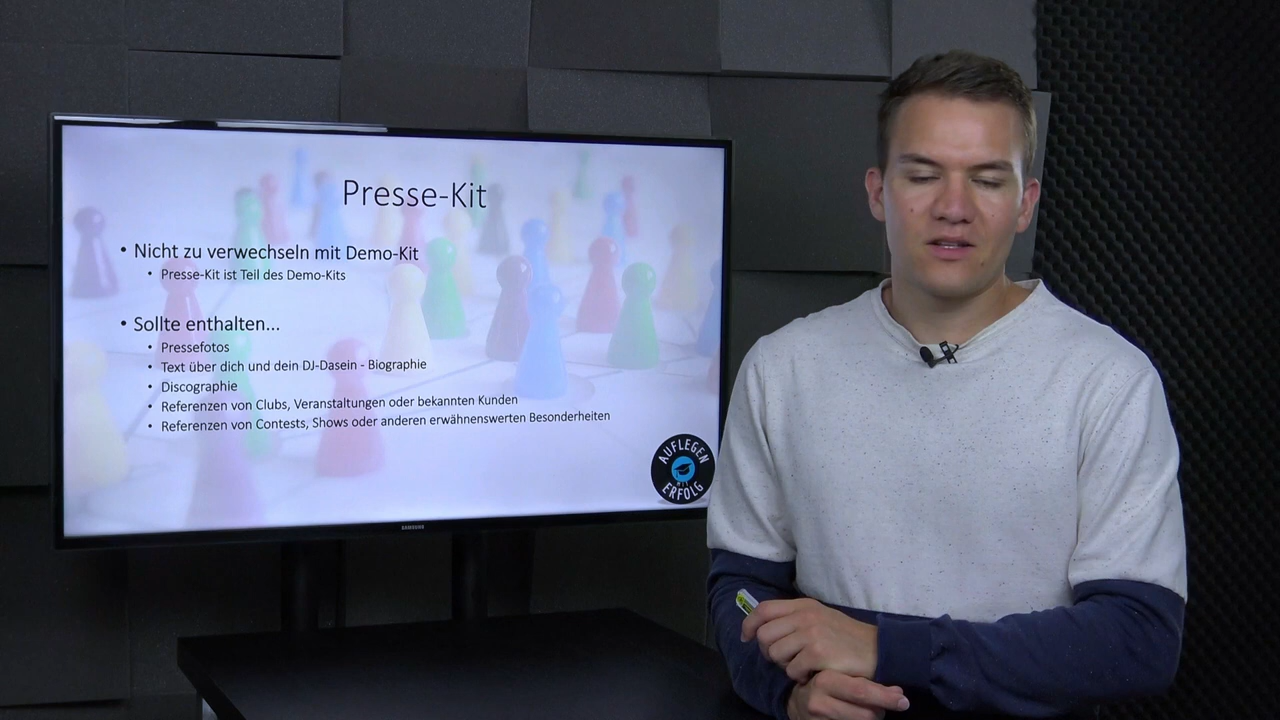 Presse-Kit
• Nicht zu verwechseln mit Demo-Kit
• Presse-Kit ist Teil des Demo-Kits
• Sollte enthalten...
• Pressefotos
• Text über dich und dein DJ-Dasein - Biographie
• Discographie
• Referenzen von Clubs, Veranstaltungen oder bekannten Kunden
• Referenzen von Contests, Shows oder anderen erwähnenswerten Besonderheiten
AUFLEGEN
MIT
ERFOLG
SAMSUNG